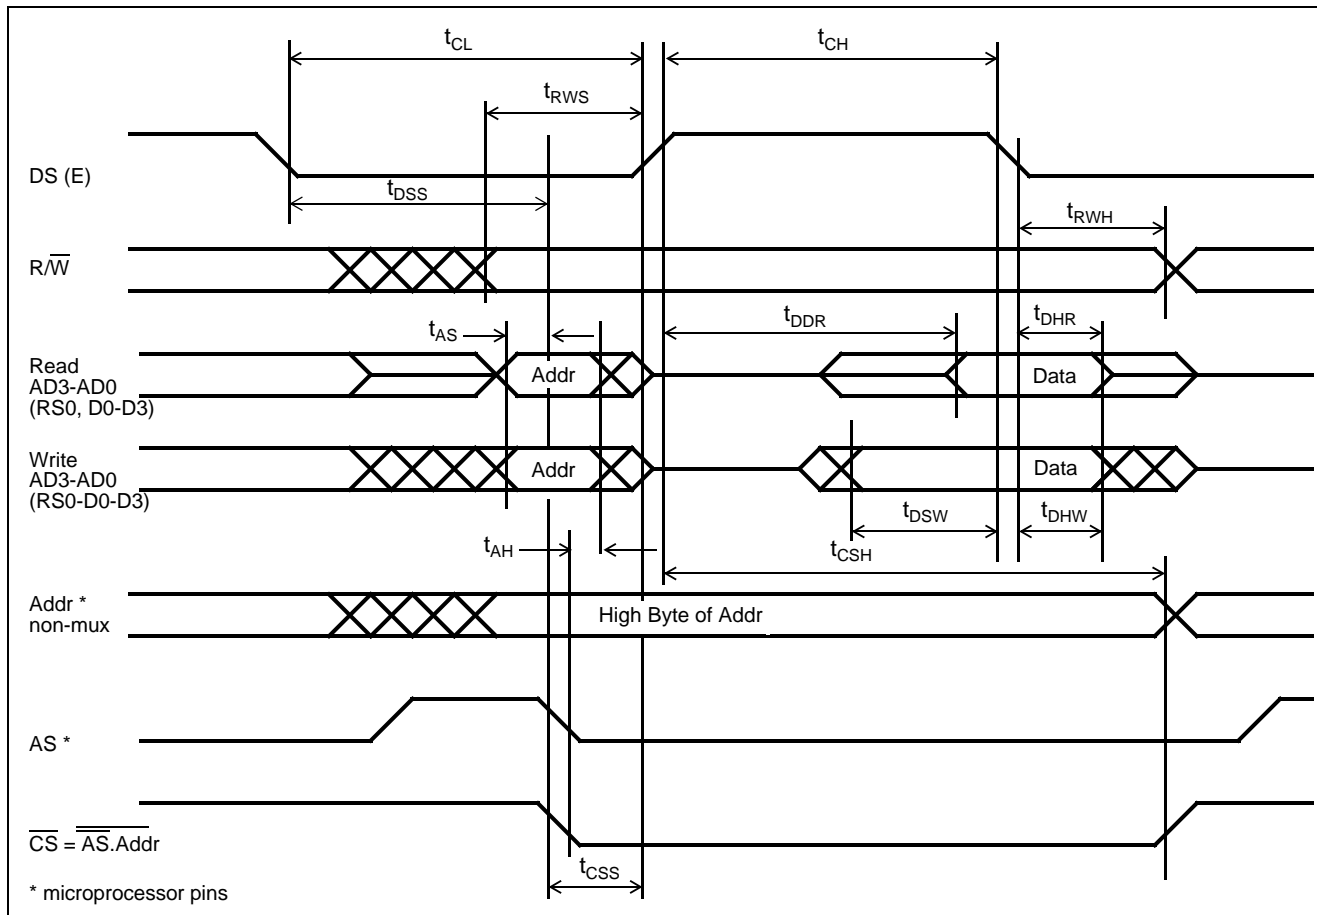 tCL
tCH
tRWS
DS (E)
tDSS
tRWH
R/W̅
tDDR
tAS
tDHR
Read
AD3-AD0
(RS0, D0-D3)
Addr
Data
Write
AD3-AD0
(RS0-D0-D3)
Addr
Data
tDSW
tDHW
tAH
tCSH
Addr *
non-mux
High Byte of Addr
AS *
C̅S̅ = A̅S̅.Addr
tCSS
* microprocessor pins